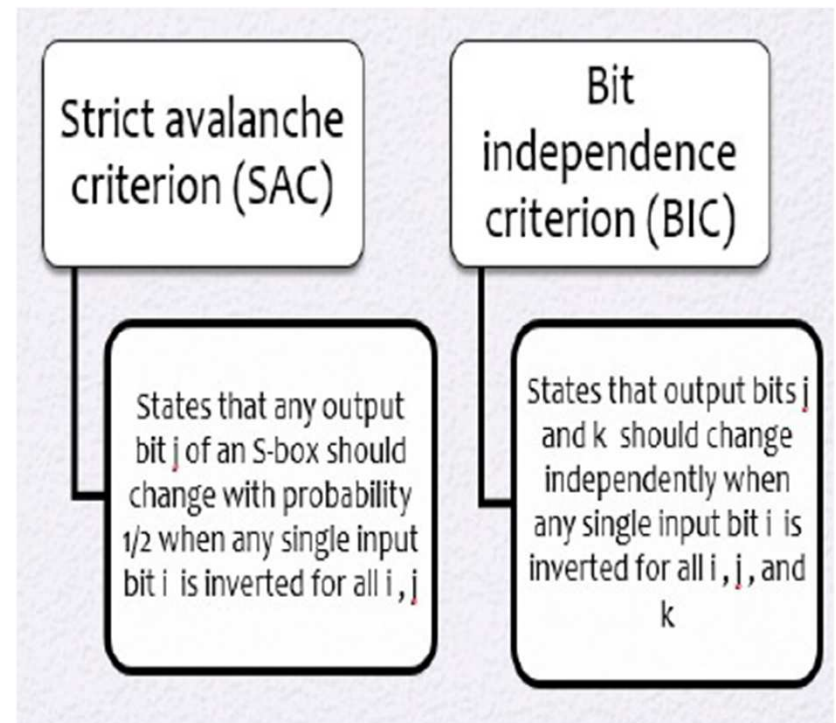 Strict avalanche
criterion (SAC)
States that any output
bit j of an S-box should
change with probability
1/2 when any single input
bit i is inverted for all i , j
Bit
independence
criterion (BIC)
States that output bits j
and k should change
independently when
any single input bit i is
inverted for all i , j , and
k